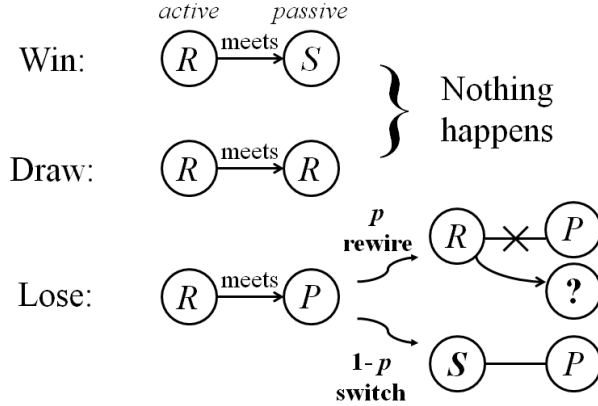 active passive
Win: R meets S
Nothing
happens
Draw: R meets R
p
rewire
R P
Lose: R meets P
?
1- p
switch
S P